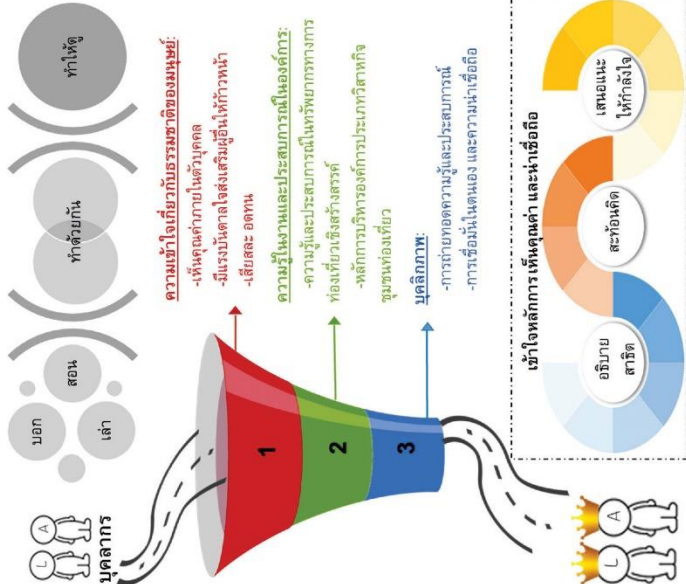 L
A
บุคลากร
บอก
สอน
เล่า
ทำด้วยกัน
ทำให้ดู
1
2
3
ความเข้าใจเกี่ยวกับธรรมชาติของมนุษย์:
-เห็นคุณค่าภายในตัวบุคคล
-มีแรงบันดาลใจส่งเสริมผู้อื่นให้ก้าวหน้า
-เสียสละ อดทน
ความรู้ในงานและประสบการณ์ในองค์การ:
-ความรู้และประสบการณ์ในทรัพยากรทางการ
ท่องเที่ยวเชิงสร้างสรรค์
-หลักการบริหารองค์การประเภทวิสาหกิจ
ชุมชนท่องเที่ยว
บุคลิกภาพ:
-การถ่ายทอดความรู้และประสบการณ์
-การเชื่อมั่นในตนเอง และความน่าเชื่อถือ
L
A
เข้าใจหลักการ เห็นคุณค่า และน่าเชื่อถือ
อธิบาย
สาธิต
สะท้อนคิด
เสนอแนะ
ให้กำลังใจ